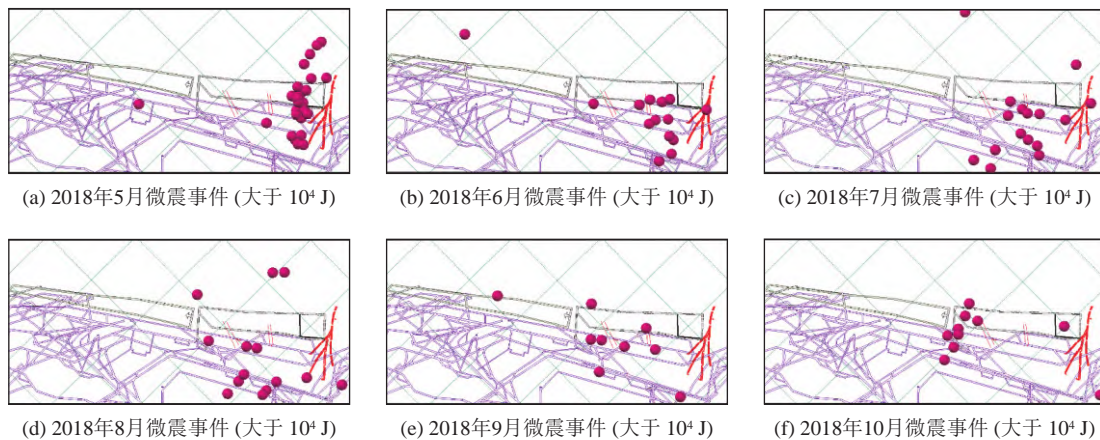 (a) 2018年5月微震事件 (大于 10⁴ J)
(b) 2018年6月微震事件 (大于 10⁴ J)
(c) 2018年7月微震事件 (大于 10⁴ J)
(d) 2018年8月微震事件 (大于 10⁴ J)
(e) 2018年9月微震事件 (大于 10⁴ J)
(f) 2018年10月微震事件 (大于 10⁴ J)